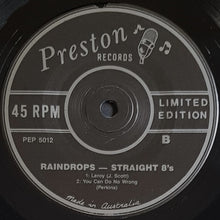 Preston
RECORDS
45 RPM
LIMITED
EDITION
PEP 5012
B
RAINDROPS — STRAIGHT 8's
1: Leroy (J. Scott)
2: You Can Do No Wrong
(Perkins)
Made in Australia